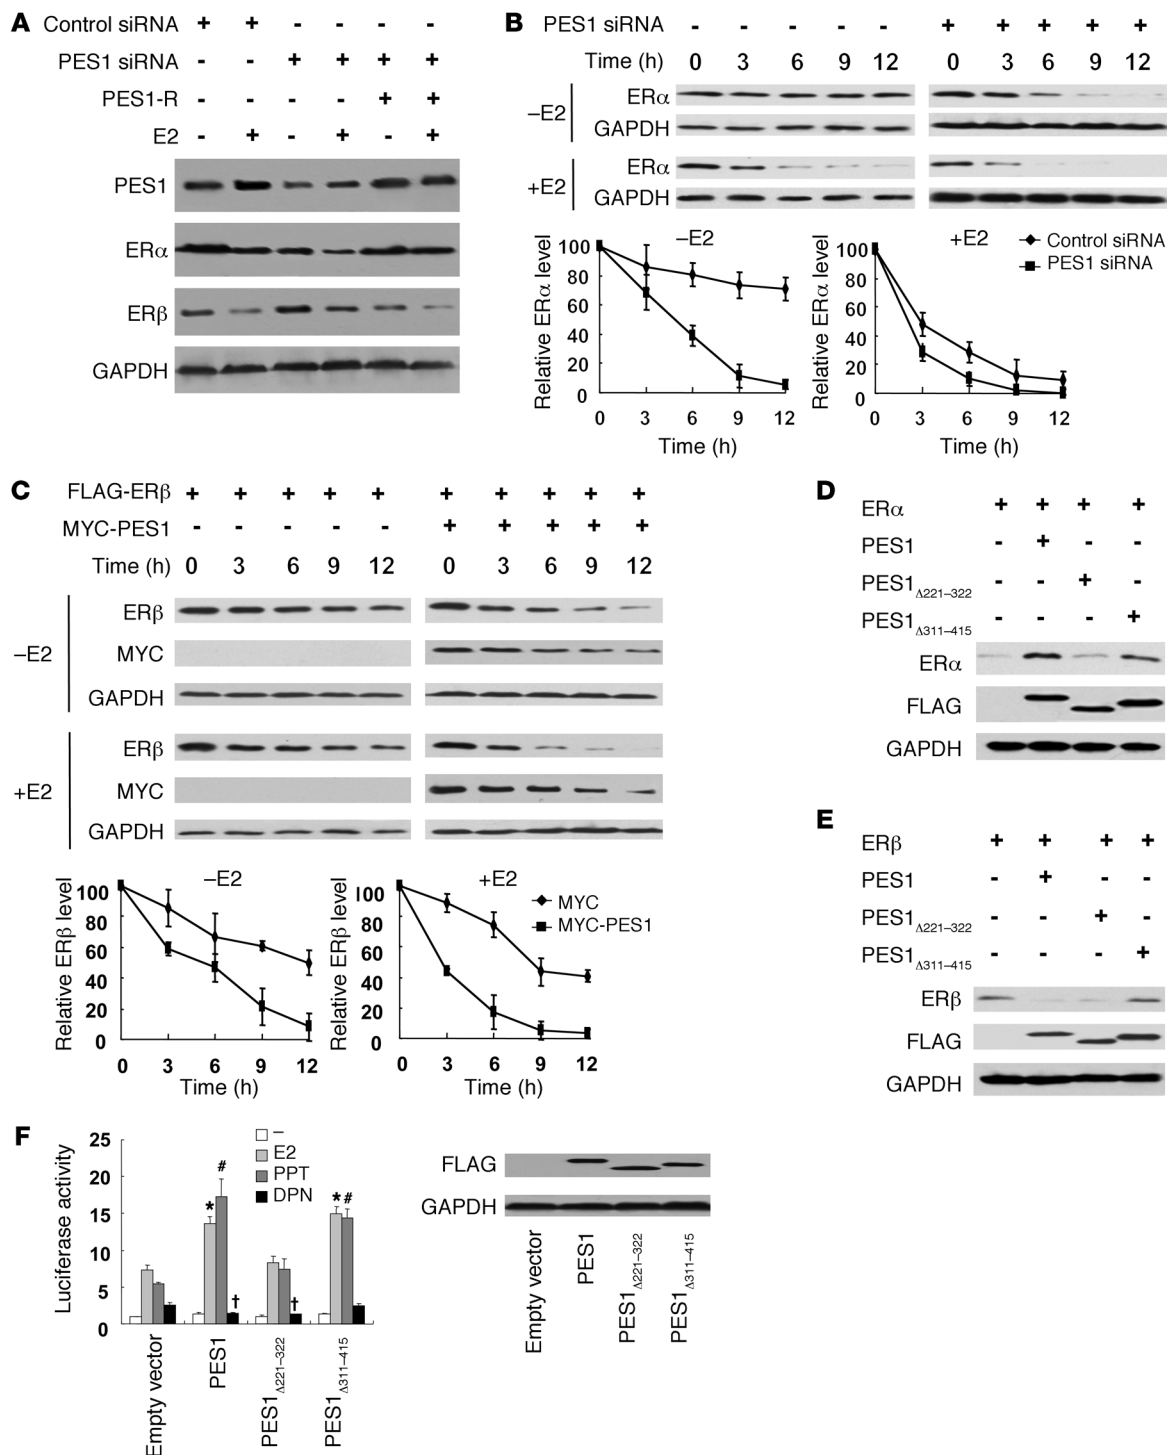 A
Control siRNA + + - - - -
PES1 siRNA - - + + + +
PES1-R - - - - + +
E2 - + - + - +
PES1
ERα
ERβ
GAPDH
B
PES1 siRNA - - - - - + + + + +
Time (h) 0 3 6 9 12 0 3 6 9 12
–E2
ERα
GAPDH
+E2
ERα
GAPDH
–E2
Relative ERα level
100
80
60
40
20
0
0 3 6 9 12
Time (h)
+E2
Control siRNA
PES1 siRNA
Relative ERα level
100
80
60
40
20
0
0 3 6 9 12
Time (h)
C
FLAG-ERβ + + + + + + + + + +
MYC-PES1 - - - - - + + + + +
Time (h) 0 3 6 9 12 0 3 6 9 12
–E2
ERβ
MYC
GAPDH
+E2
ERβ
MYC
GAPDH
–E2
Relative ERβ level
100
80
60
40
20
0
0 3 6 9 12
Time (h)
+E2
MYC
MYC-PES1
Relative ERβ level
100
80
60
40
20
0
0 3 6 9 12
Time (h)
D
ERα + + + +
PES1 - + - -
PES1Δ221–322 - - + -
PES1Δ311–415 - - - +
ERα
FLAG
GAPDH
E
ERβ + + + +
PES1 - + - -
PES1Δ221–322 - - + -
PES1Δ311–415 - - - +
ERβ
FLAG
GAPDH
F
Luciferase activity
25
20
15
10
5
0
–
E2
PPT
DPN
* # † † * #
Empty vector
PES1
PES1Δ221–322
PES1Δ311–415
FLAG
GAPDH
Empty vector
PES1
PES1Δ221–322
PES1Δ311–415